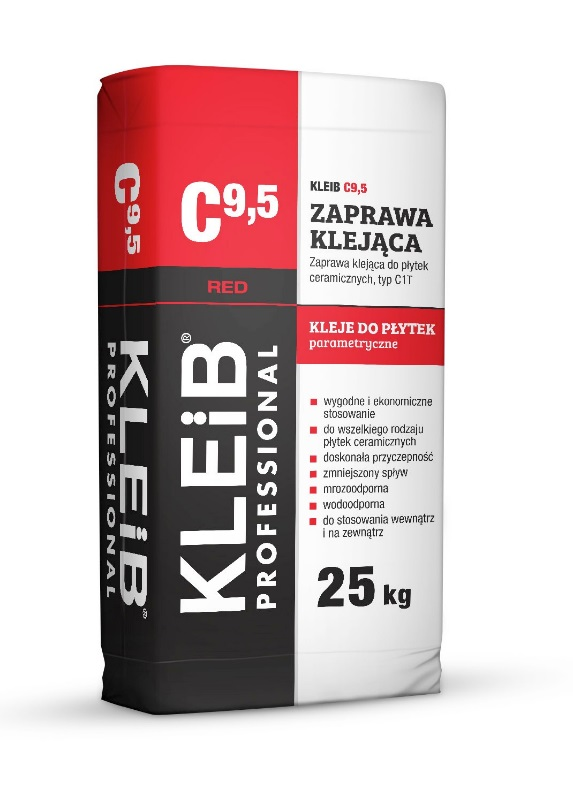 C9,5
RED
KLEiB®
PROFESSIONAL
C9,5
KLEiB®
PROFESSIONAL
KLEIB C9,5
ZAPRAWA
KLEJĄCA
Zaprawa klejąca do płytek
ceramicznych, typ C1T
KLEJE DO PŁYTEK
parametryczne
wygodne i ekonomiczne
stosowanie
do wszelkiego rodzaju
płytek ceramicznych
doskonała przyczepność
zmniejszony spływ
mrozoodporna
wodoodporna
do stosowania wewnątrz
i na zewnątrz
25 kg